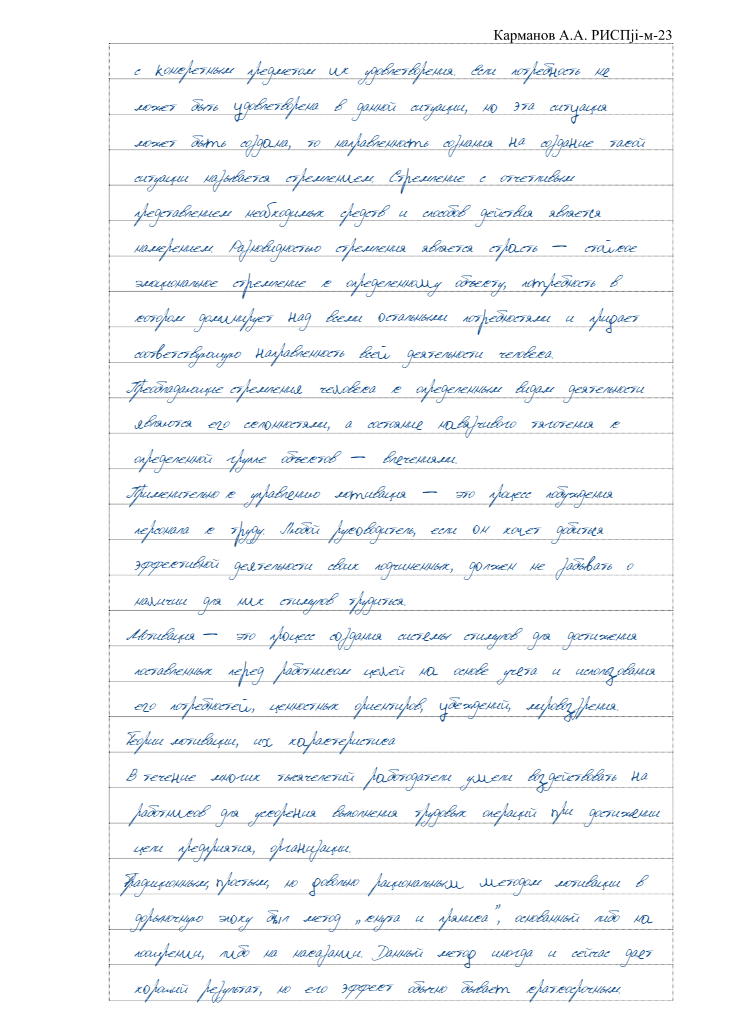 Карманов А.А. РИСПji-м-23
с конкретным предметом их удовлетворения. Если потребность не
может быть удовлетворена в данной ситуации, но эта ситуация
может быть создана, то направленность сознания на создание такой
ситуации называется стремлением. Стремление с отчетливым
представлением необходимых средств и способов действия является
намерением. Разновидностью стремления является страсть — стойкое
эмоциональное стремление к определенному объекту, потребность в
котором доминирует над всеми остальными потребностями и придает
соответствующую направленность всей деятельности человека.
Преобладающие стремления человека к определенным видам деятельности
являются его склонностями, а состояние навязчивого тяготения к
определенной группе объектов — влечениями.
Применительно к управлению мотивация — это процесс побуждения
персонала к труду. Любой руководитель, если он хочет добиться
эффективной деятельности своих подчиненных, должен не забывать о
наличии для них стимулов трудиться.
Мотивация — это процесс создания системы стимулов для достижения
поставленных перед работником целей на основе учета и использования
его потребностей, ценностных ориентиров, убеждений, мировоззрения.
Теории мотивации, их характеристика
В течение многих тысячелетий работодатели умели воздействовать на
работников для ускорения выполнения трудовых операций при достижении
цели предприятия, организации.
Традиционным, простым, но довольно рациональным методом мотивации в
дорыночную эпоху был метод „кнута и пряника”, основанный либо на
поощрении, либо на наказании. Данный метод иногда и сейчас дает
хороший результат, но его эффект обычно бывает краткосрочным.